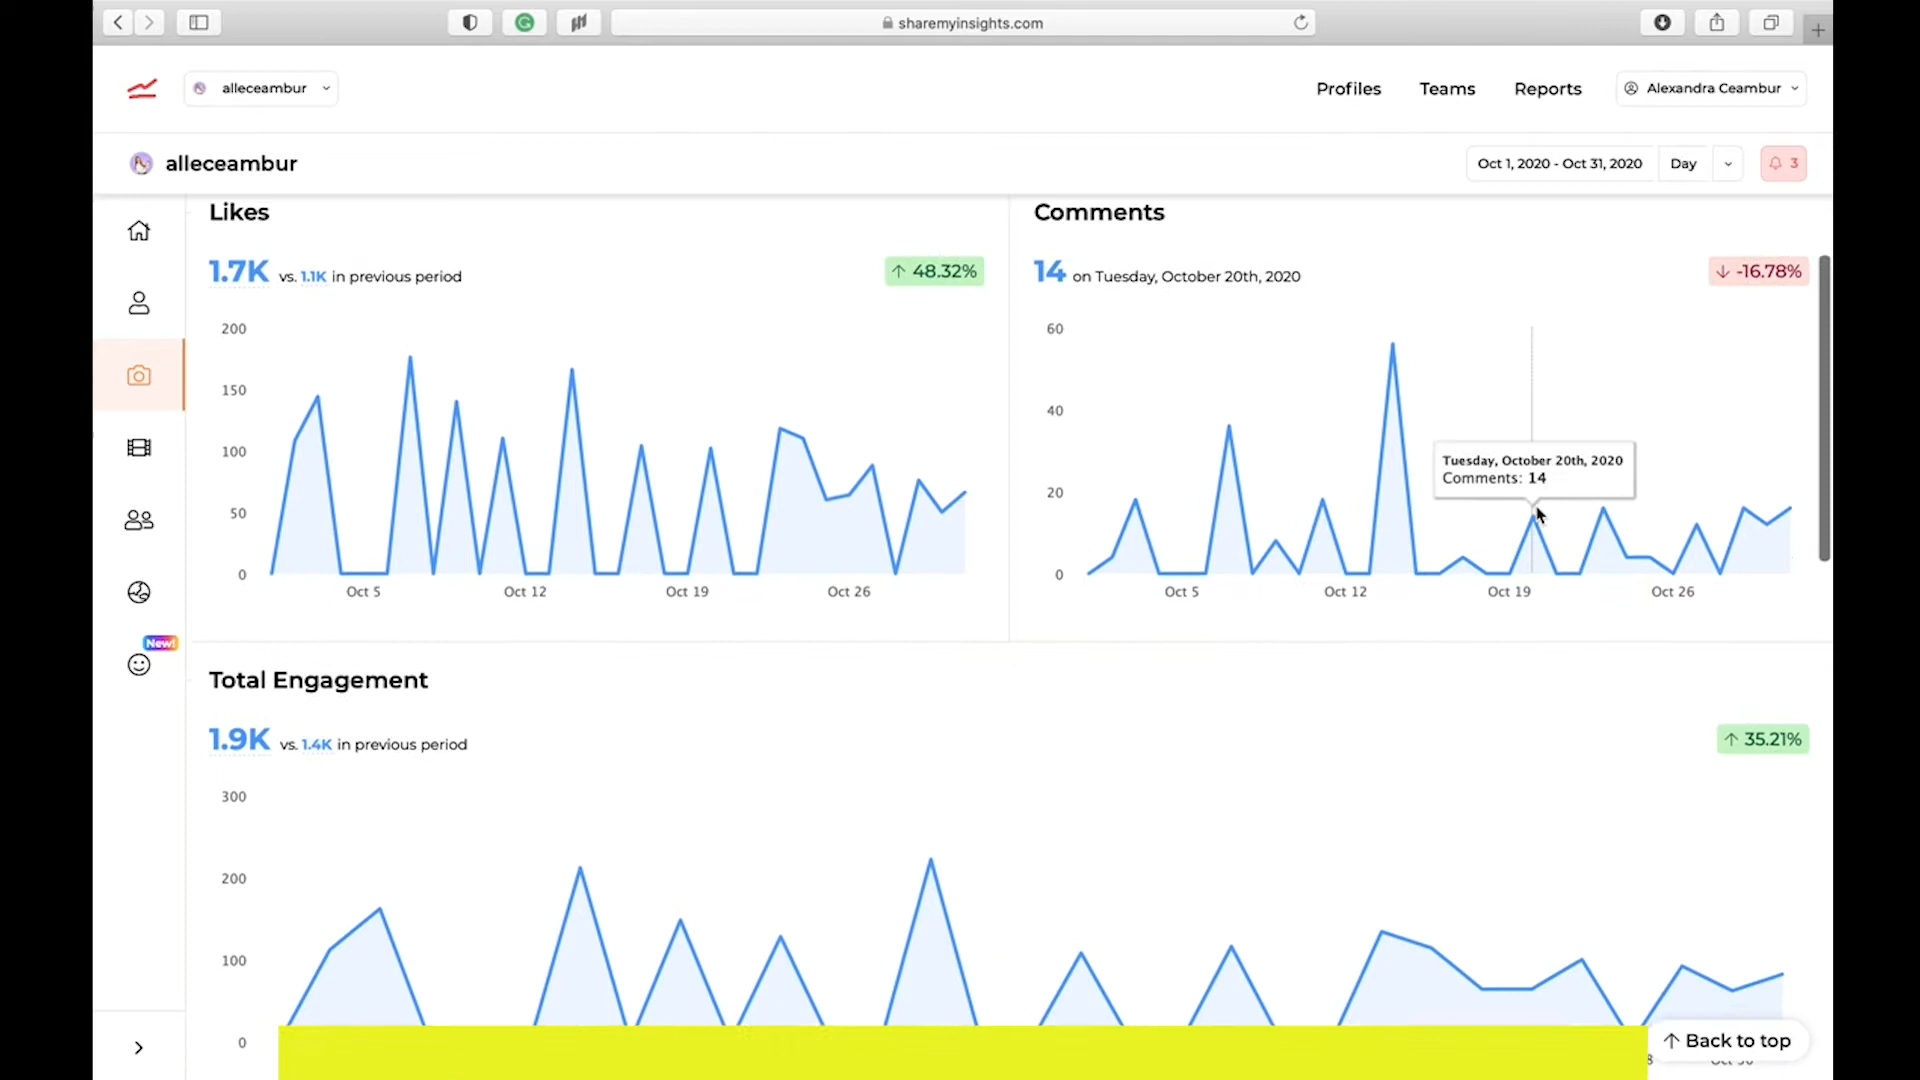 sharemyinsights.com
alleceambur
Profiles
Teams
Reports
Alexandra Ceambur
alleceambur
Oct 1, 2020 - Oct 31, 2020
Day
3
Likes
1.7K vs. 1.1K in previous period
48.32%
200
150
100
50
0
Oct 5
Oct 12
Oct 19
Oct 26
Comments
14 on Tuesday, October 20th, 2020
-16.78%
60
40
20
0
Tuesday, October 20th, 2020
Comments: 14
Oct 5
Oct 12
Oct 19
Oct 26
New!
Total Engagement
1.9K vs. 1.4K in previous period
35.21%
300
200
100
0
Back to top